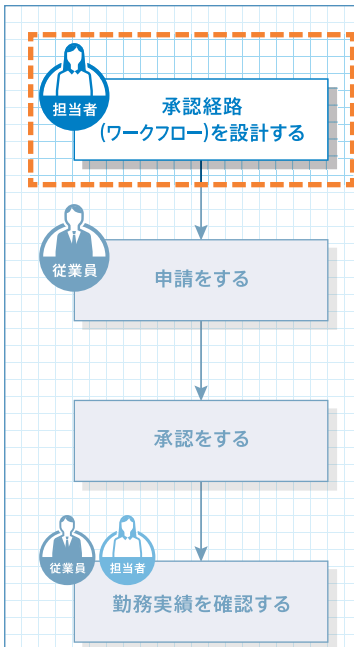 担当者
承認経路
(ワークフロー)を設計する
従業員
申請をする
承認をする
従業員
担当者
勤務実績を確認する